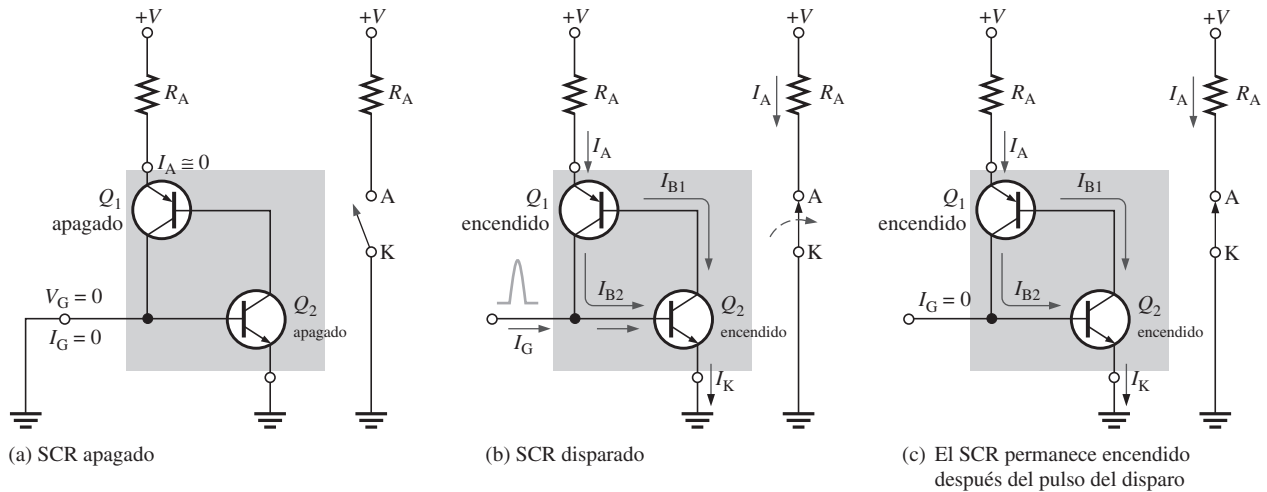 +V
R_A
I_A ≅ 0
Q_1
apagado
V_G = 0
I_G = 0
Q_2
apagado
+V
R_A
A
K
(a) SCR apagado
+V
R_A
I_A
Q_1
encendido
I_B1
I_B2
Q_2
encendido
I_G
I_K
+V
I_A
R_A
A
K
(b) SCR disparado
+V
R_A
I_A
Q_1
encendido
I_B1
I_B2
I_G = 0
Q_2
encendido
I_K
+V
I_A
R_A
A
K
(c) El SCR permanece encendido
después del pulso del disparo